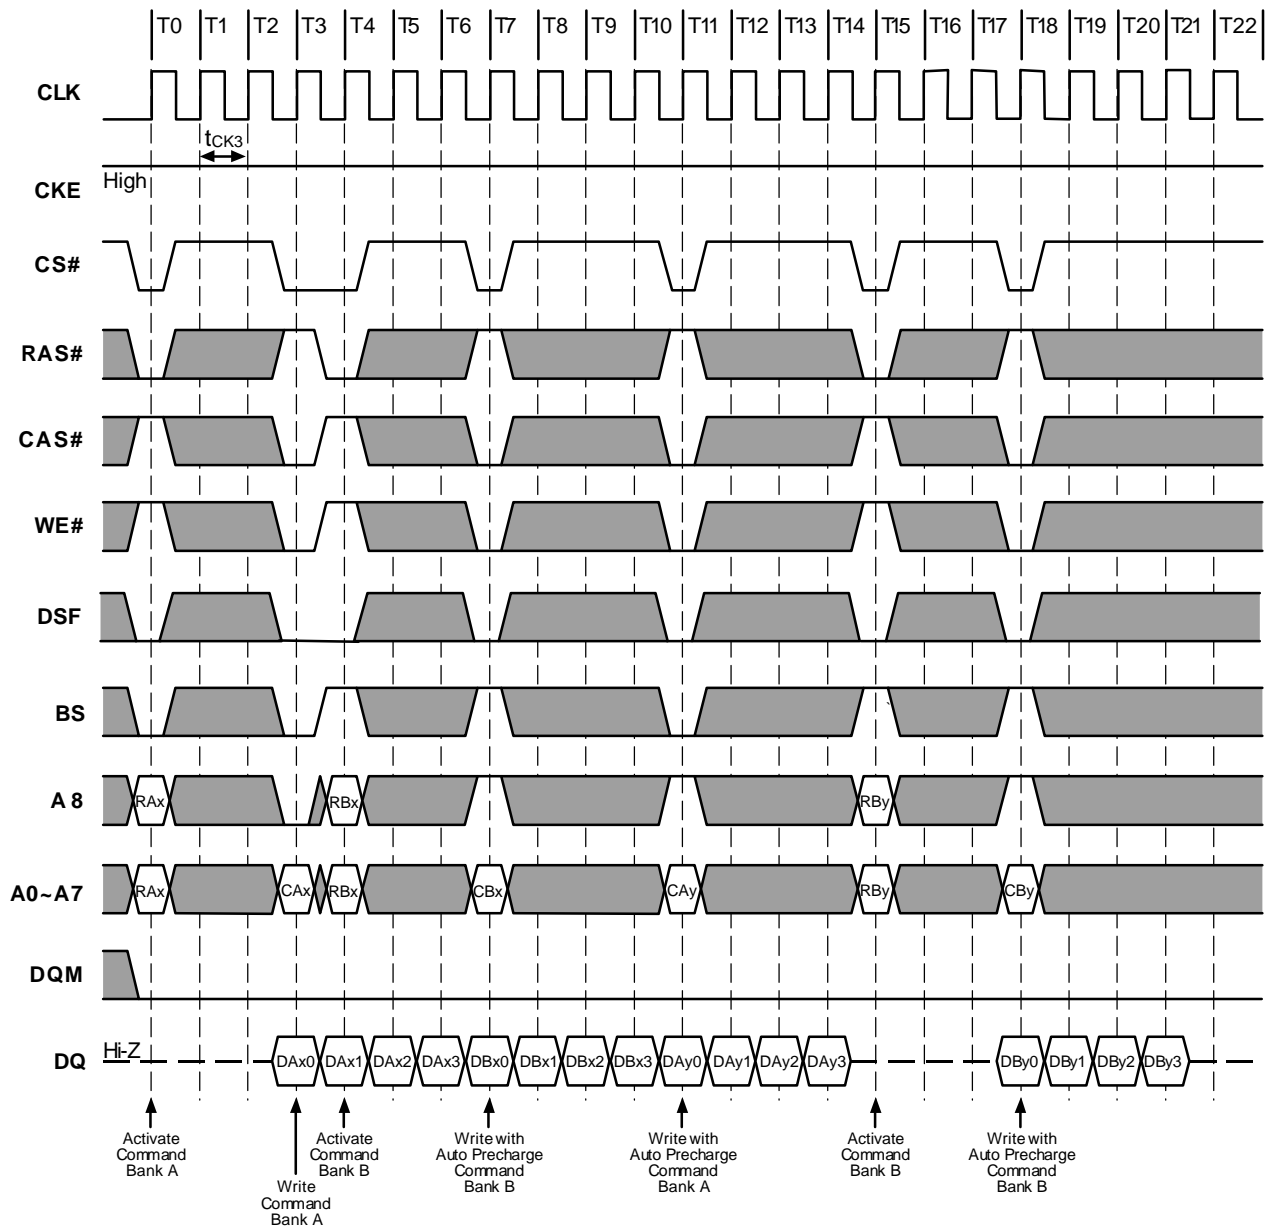 T0 T1 T2 T3 T4 T5 T6 T7 T8 T9 T10 T11 T12 T13 T14 T15 T16 T17 T18 T19 T20 T21 T22
CLK
tCK3
High
CKE
CS#
RAS#
CAS#
WE#
DSF
BS
A8 RAx RBx RBy
A0~A7 RAx CAx RBx CBx CAy RBy CBy
DQM
Hi-Z
DQ DAx0 DAx1 DAx2 DAx3 DBx0 DBx1 DBx2 DBx3 DAy0 DAy1 DAy2 DAy3 DBy0 DBy1 DBy2 DBy3
Activate
Command
Bank A
Write
Command
Bank A
Activate
Command
Bank B
Write with
Auto Precharge
Command
Bank B
Write with
Auto Precharge
Command
Bank A
Activate
Command
Bank B
Write with
Auto Precharge
Command
Bank B